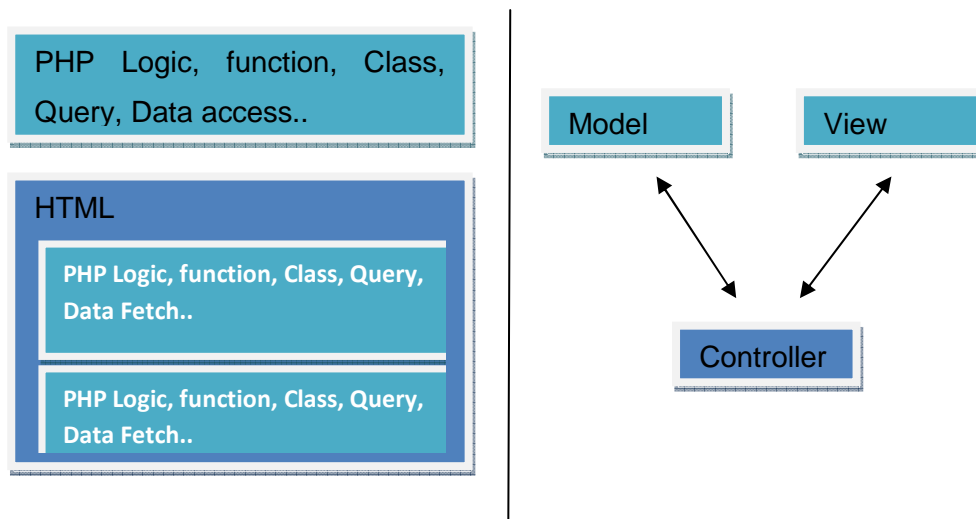 PHP Logic, function, Class,
Query, Data access..
HTML
PHP Logic, function, Class, Query,
Data Fetch..
PHP Logic, function, Class, Query,
Data Fetch..
Model
View
Controller